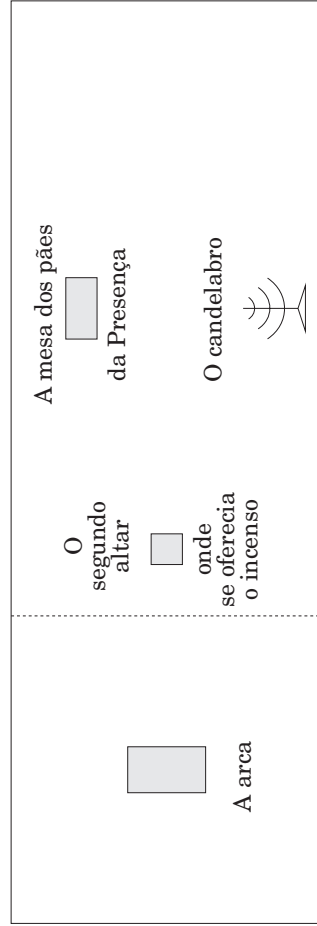 A mesa dos pães
da Presença
O candelabro
O
segundo
altar
onde
se oferecia
o incenso
A arca